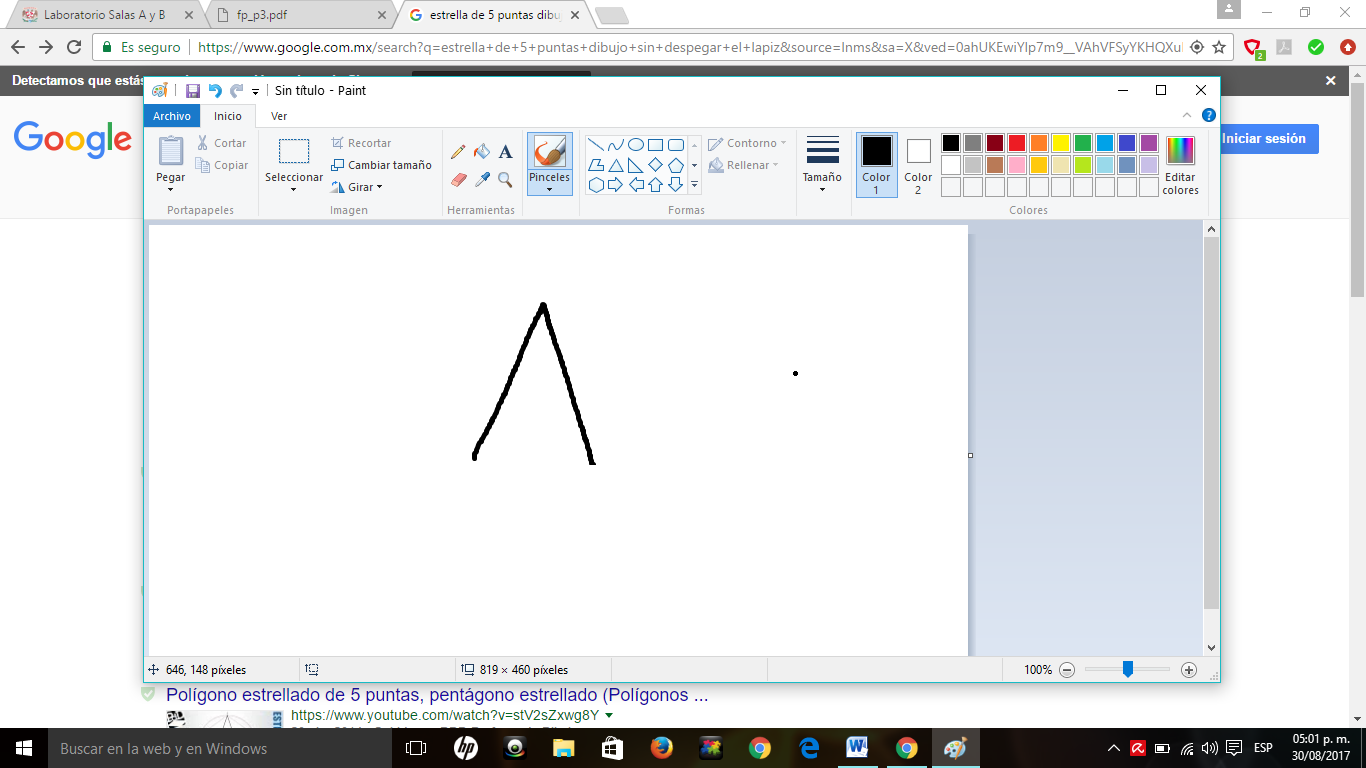 Laboratorio Salas A y B
fp_p3.pdf
estrella de 5 puntas dibu
Es seguro
https://www.google.com.mx/search?q=estrella+de+5+puntas+dibujo+sin+despegar+el+lapiz&source=lnms&sa=X&ved=
2
Detectamos que estás
Sin título - Paint
Archivo
Inicio
Ver
Google
Iniciar sesión
Pegar
Cortar
Copiar
Portapapeles
Seleccionar
Recortar
Cambiar tamaño
Girar
Imagen
A
Herramientas
Pinceles
Contorno
Rellenar
Formas
Tamaño
Color 1
Color 2
Editar colores
Colores
646, 148 píxeles
819 × 460 píxeles
100%
Polígono estrellado de 5 puntas, pentágono estrellado (Polígonos ...
https://www.youtube.com/watch?v=stV2sZxwg8Y
Buscar en la web y en Windows
hp
ESP
05:01 p. m.
30/08/2017